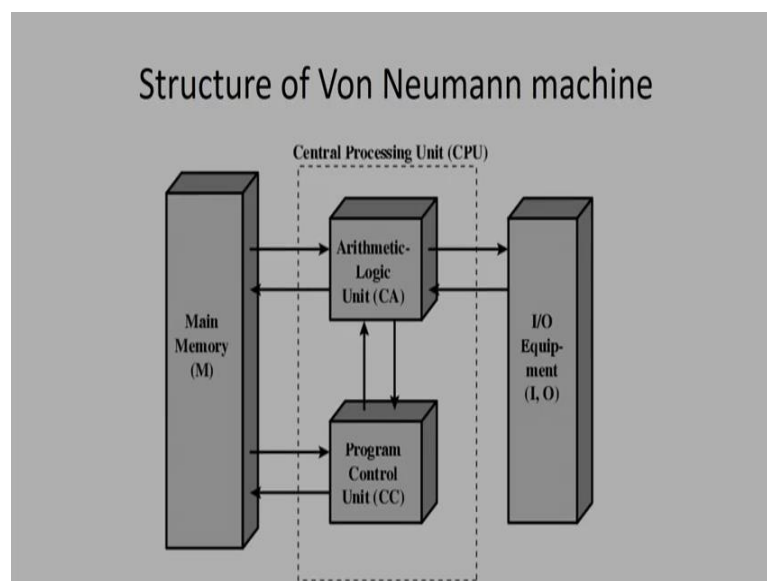 Structure of Von Neumann machine
Central Processing Unit (CPU)
Main
Memory
(M)
Arithmetic-
Logic
Unit (CA)
Program
Control
Unit (CC)
I/O
Equip-
ment
(I, O)